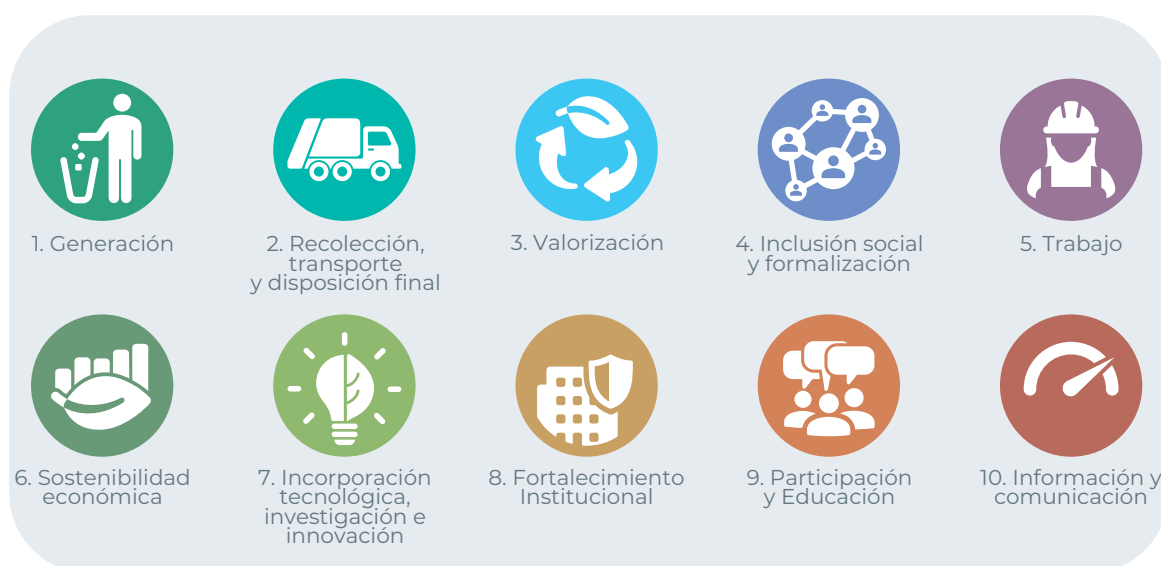 1. Generación
2. Recolección,
transporte
y disposición final
3. Valorización
4. Inclusión social
y formalización
5. Trabajo
6. Sostenibilidad
económica
7. Incorporación
tecnológica,
investigación e
innovación
8. Fortalecimiento
Institucional
9. Participación
y Educación
10. Información y
comunicación